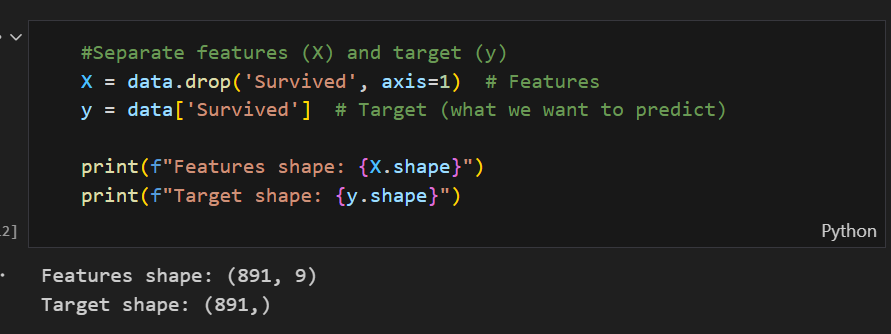 #Separate features (X) and target (y)
X = data.drop('Survived', axis=1)  # Features
y = data['Survived']  # Target (what we want to predict)
print(f"Features shape: {X.shape}")
print(f"Target shape: {y.shape}")
2]
Python
Features shape: (891, 9)
Target shape: (891,)